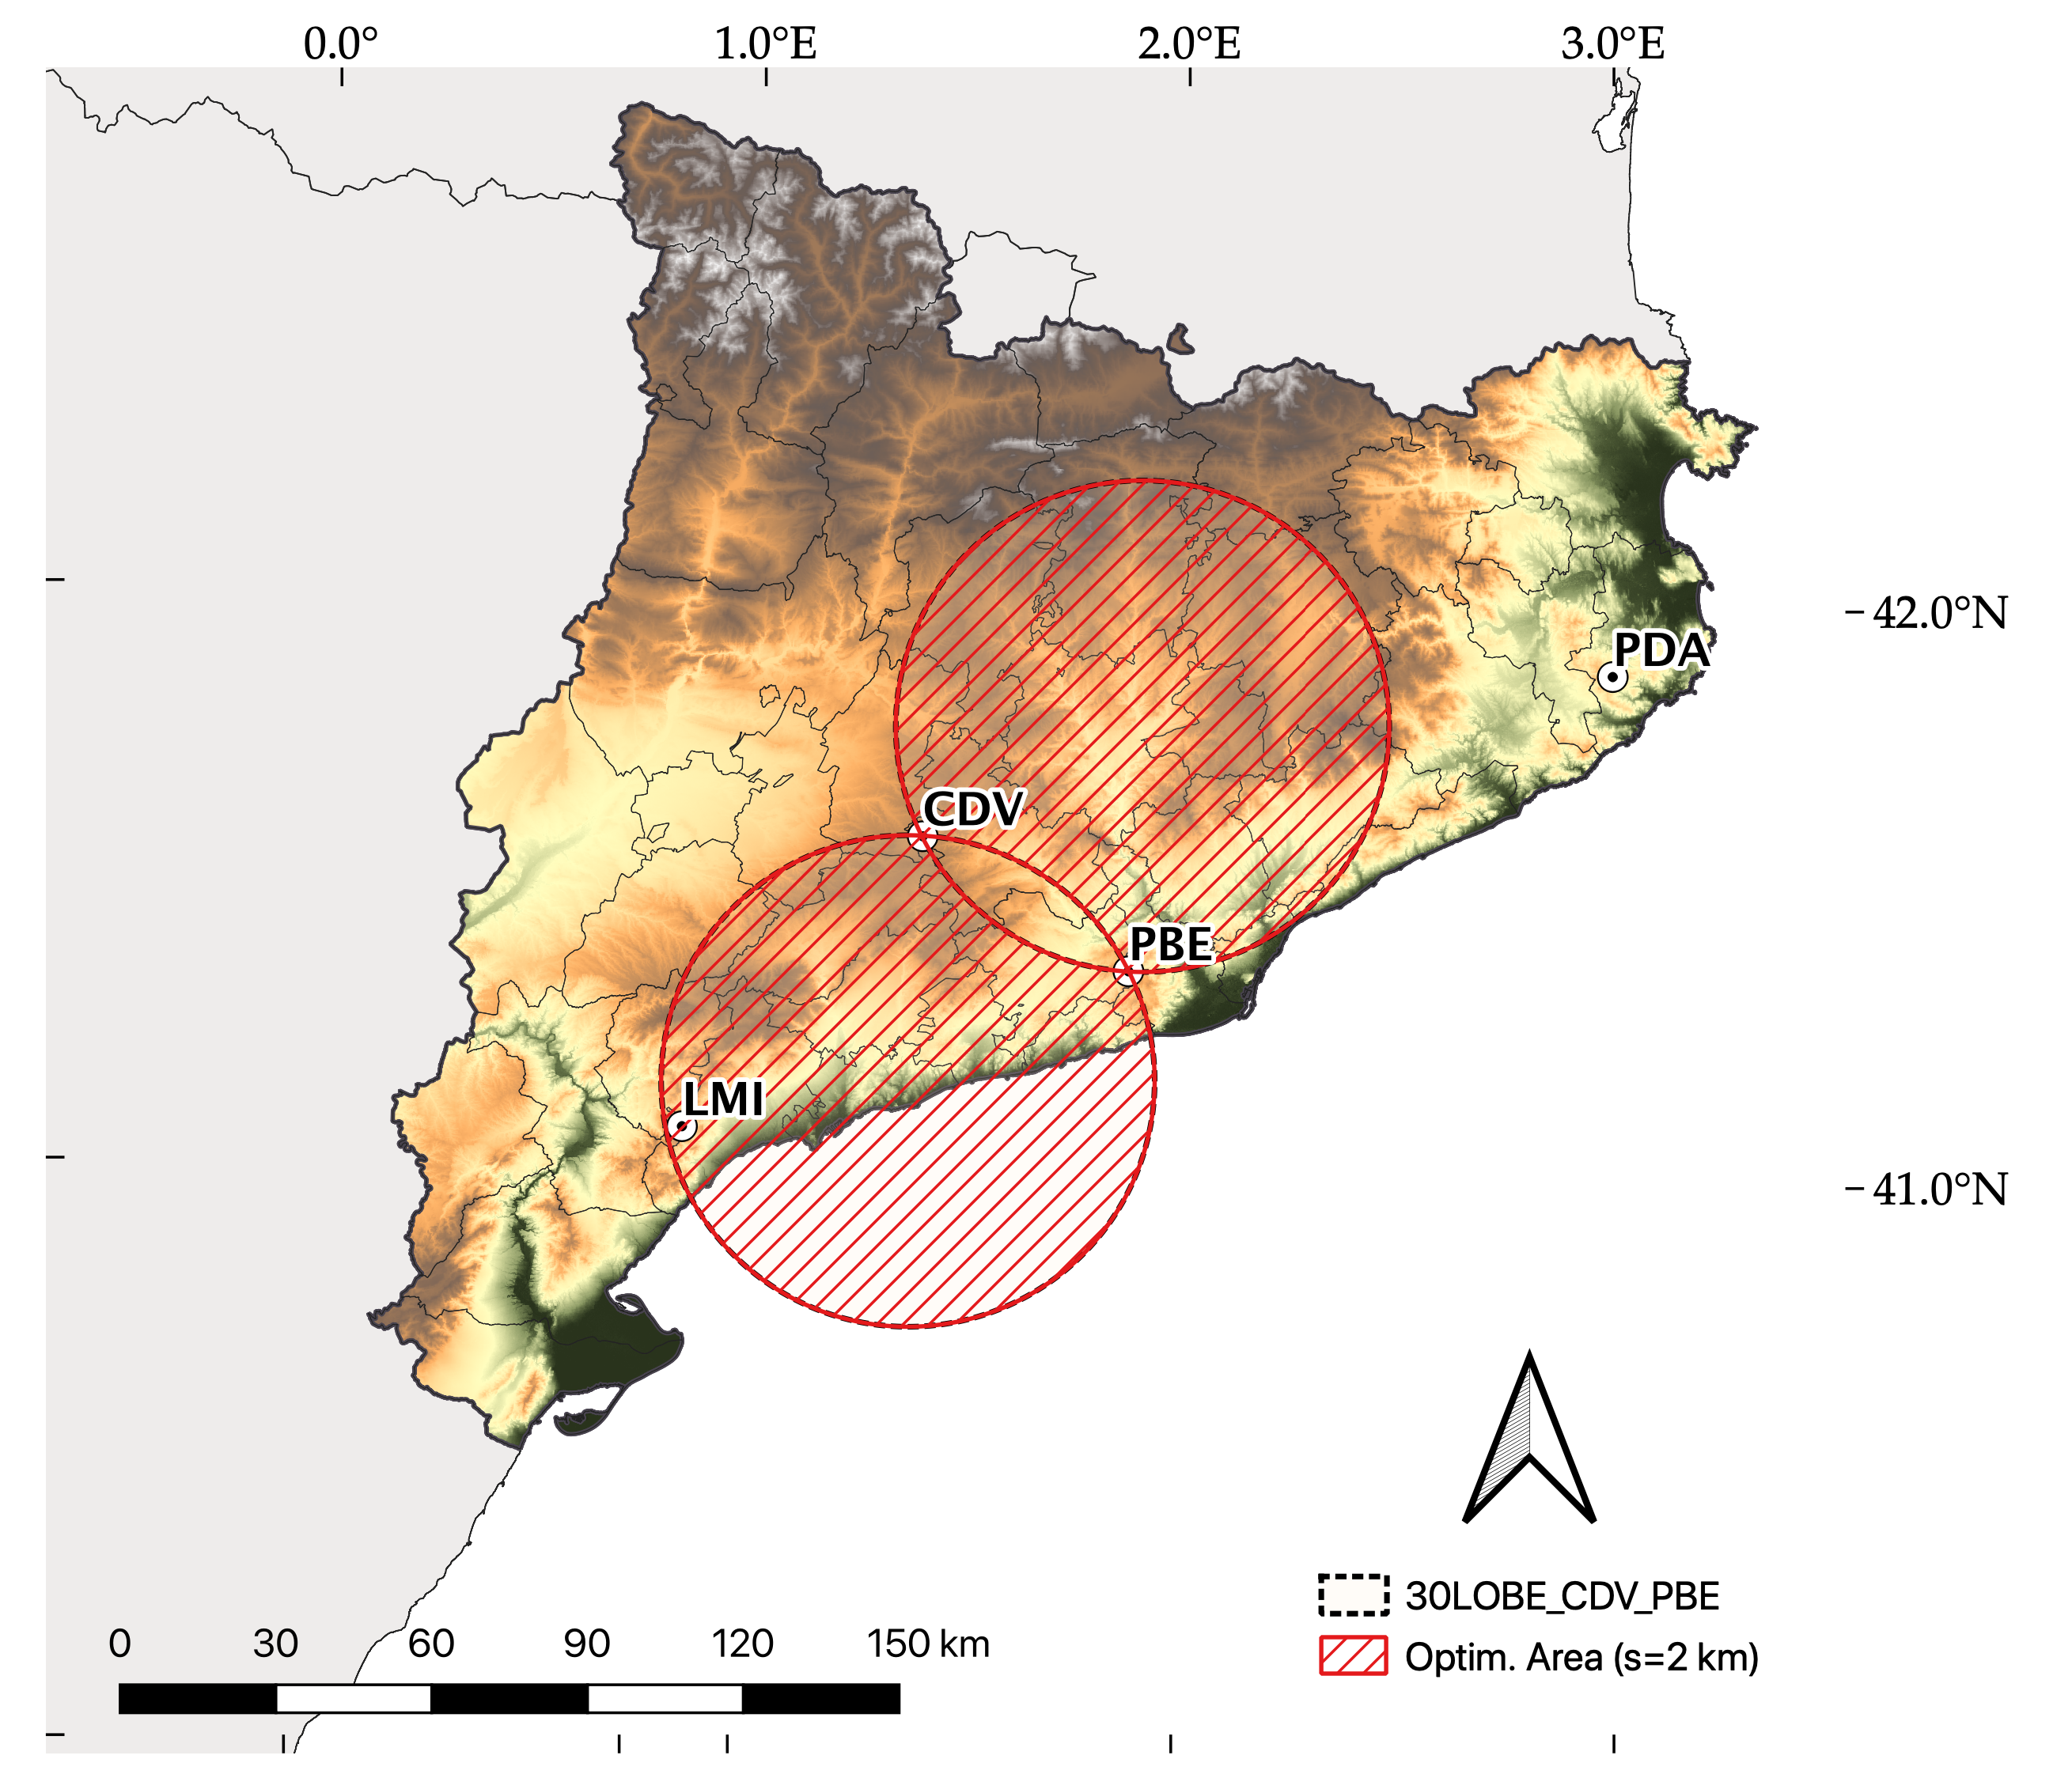 0.0° 1.0°E 2.0°E 3.0°E
42.0°N
PDA
CDV
PBE
LMI
41.0°N
30LOBE_CDV_PBE
Optim. Area (s=2 km)
0 30 60 90 120 150 km